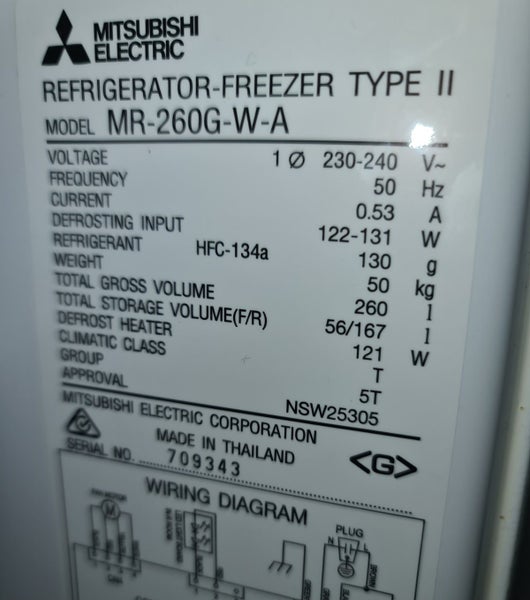 MITSUBISHI
ELECTRIC
REFRIGERATOR-FREEZER TYPE II
MODEL MR-260G-W-A
VOLTAGE 1 Ø 230-240 V~
FREQUENCY 50 Hz
CURRENT 0.53 A
DEFROSTING INPUT 122-131 W
REFRIGERANT HFC-134a 130 g
WEIGHT 50 kg
TOTAL GROSS VOLUME 260 l
TOTAL STORAGE VOLUME(F/R) 56/167 l
DEFROST HEATER 121 W
CLIMATIC CLASS T
GROUP 5T
APPROVAL NSW25305
MITSUBISHI ELECTRIC CORPORATION
MADE IN THAILAND <G>
SERIAL NO. 709343
WIRING DIAGRAM
FAN MOTOR
M
PLUG
N L